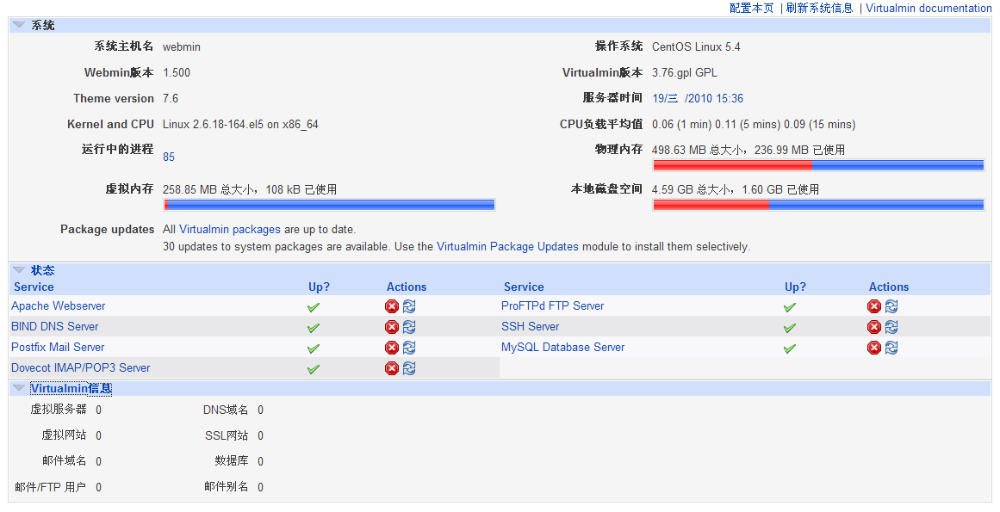 配置本页 | 刷新系统信息 | Virtualmin documentation
系统
系统主机名 webmin 操作系统 CentOS Linux 5.4
Webmin版本 1.500 Virtualmin版本 3.76.gpl GPL
Theme version 7.6 服务器时间 19/三 /2010 15:36
Kernel and CPU Linux 2.6.18-164.el5 on x86_64 CPU负载平均值 0.06 (1 min) 0.11 (5 mins) 0.09 (15 mins)
运行中的进程 85 物理内存 498.63 MB 总大小，236.99 MB 已使用
虚拟内存 258.85 MB 总大小，108 kB 已使用 本地磁盘空间 4.59 GB 总大小，1.60 GB 已使用
Package updates All Virtualmin packages are up to date.
30 updates to system packages are available. Use the Virtualmin Package Updates module to install them selectively.
状态
Service Up? Actions Service Up? Actions
Apache Webserver ProFTPd FTP Server
BIND DNS Server SSH Server
Postfix Mail Server MySQL Database Server
Dovecot IMAP/POP3 Server
Virtualmin信息
虚拟服务器 0 DNS域名 0
虚拟网站 0 SSL网站 0
邮件域名 0 数据库 0
邮件/FTP 用户 0 邮件别名 0